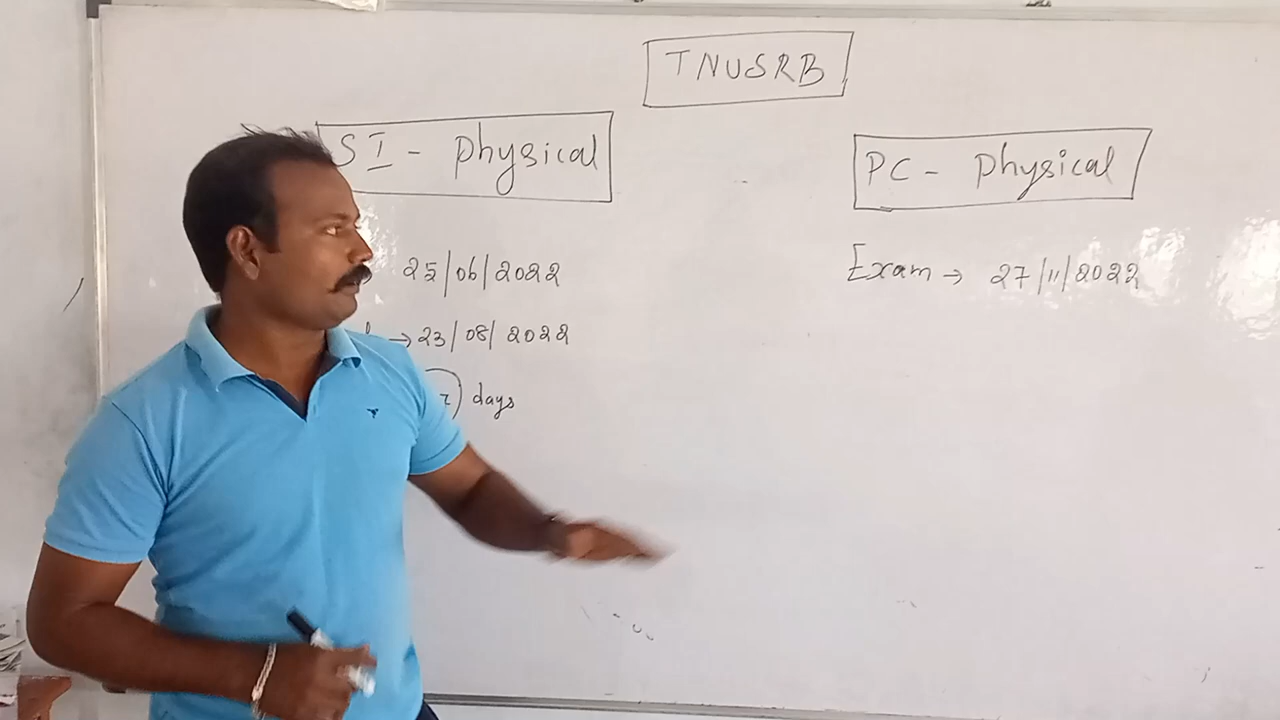 TNUSRB
SI - Physical
25/06/2022
→ 23/08/2022
days
PC - Physical
Exam → 27/11/2022